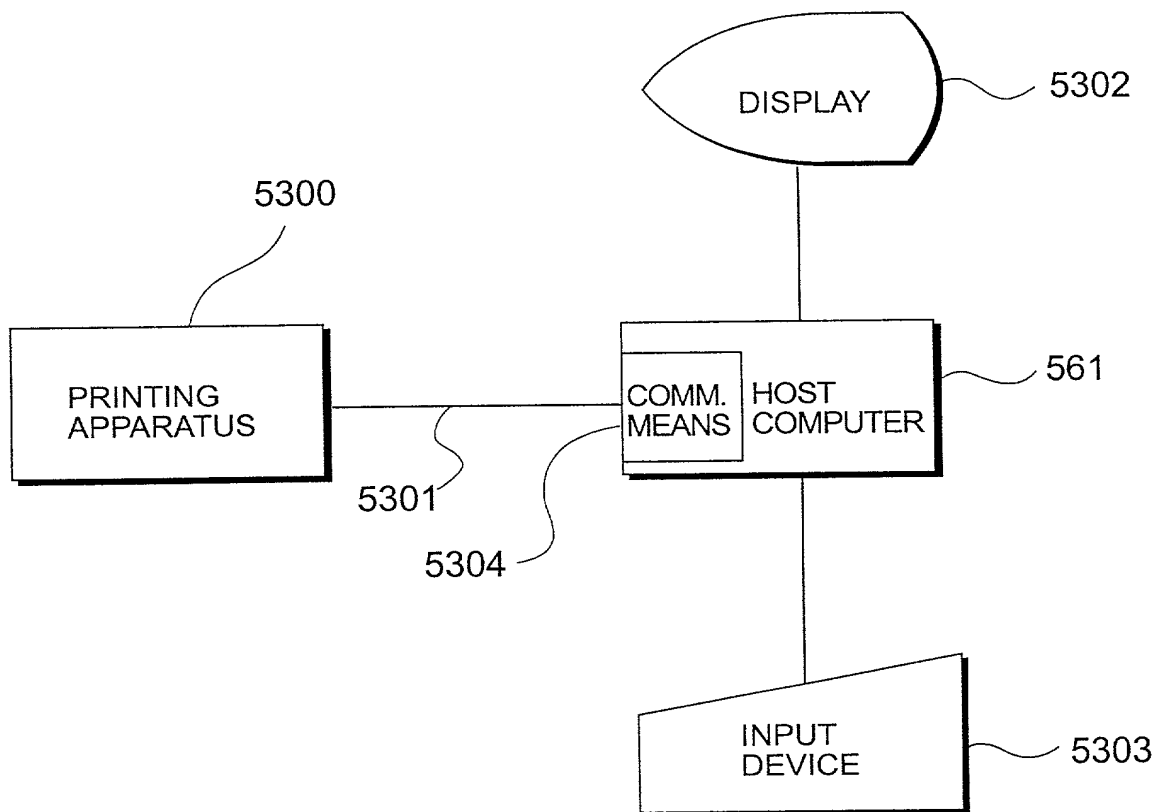 DISPLAY
5302
5300
PRINTING
APPARATUS
5301
COMM.
MEANS
5304
HOST
COMPUTER
561
INPUT
DEVICE
5303